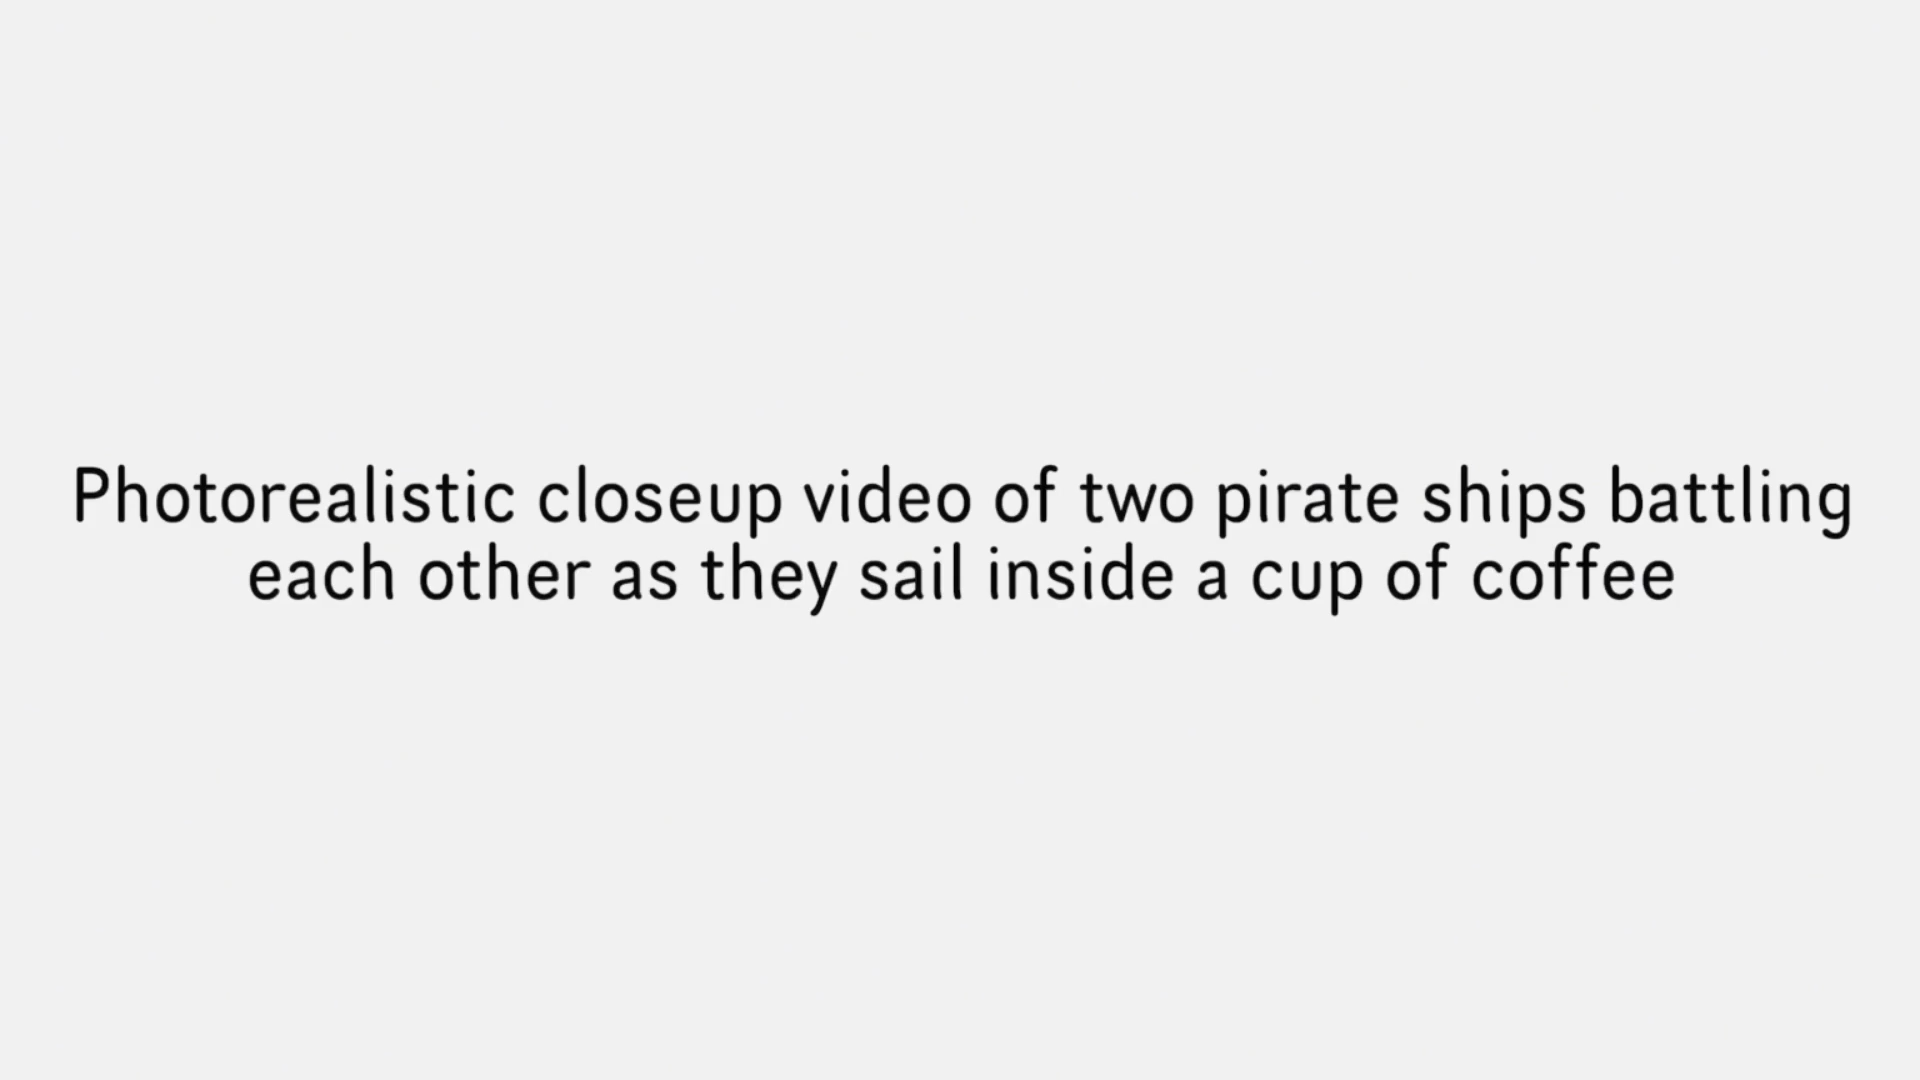 Photorealistic closeup video of two pirate ships battling
each other as they sail inside a cup of coffee